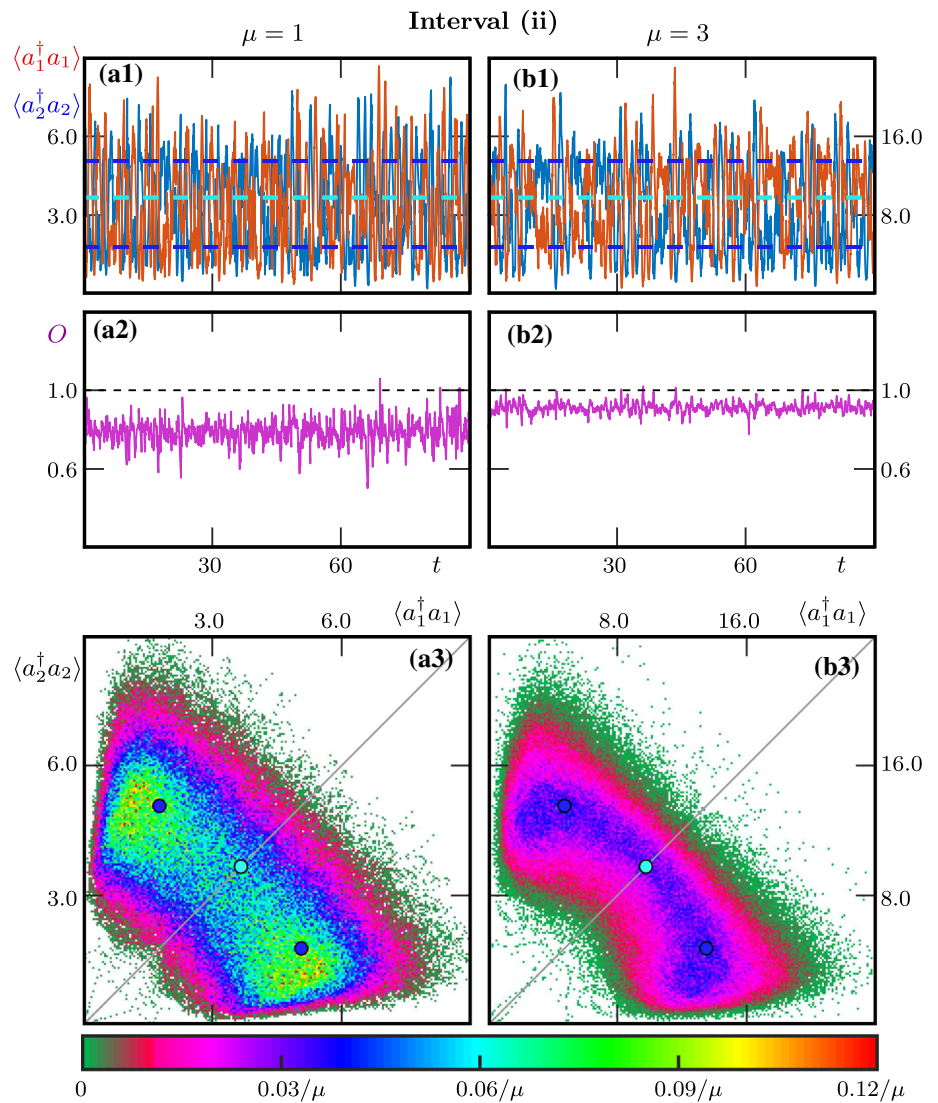 Interval (ii)
μ = 1
μ = 3
⟨a₁†a₁⟩
⟨a₂†a₂⟩
(a1)
(b1)
6.0
3.0
16.0
8.0
O
(a2)
(b2)
1.0
0.6
1.0
0.6
30
60
t
30
60
t
3.0
6.0
⟨a₁†a₁⟩
8.0
16.0
⟨a₁†a₁⟩
⟨a₂†a₂⟩
(a3)
(b3)
6.0
3.0
16.0
8.0
0
0.03/μ
0.06/μ
0.09/μ
0.12/μ